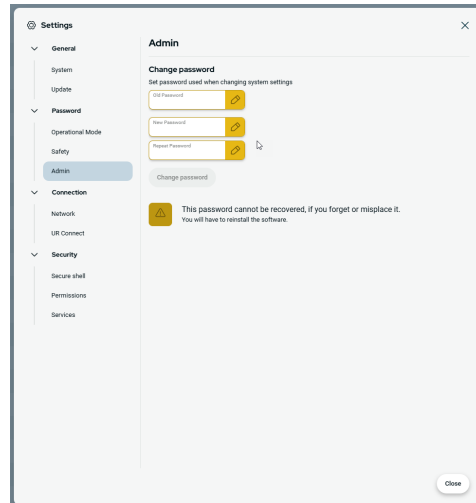 Settings
General
System
Update
Password
Operational Mode
Safety
Admin
Connection
Network
UR Connect
Security
Secure shell
Permissions
Services
Admin
Change password
Set password used when changing system settings
Old Password
New Password
Repeat Password
Change password
This password cannot be recovered, if you forget or misplace it.
You will have to reinstall the software.
Close